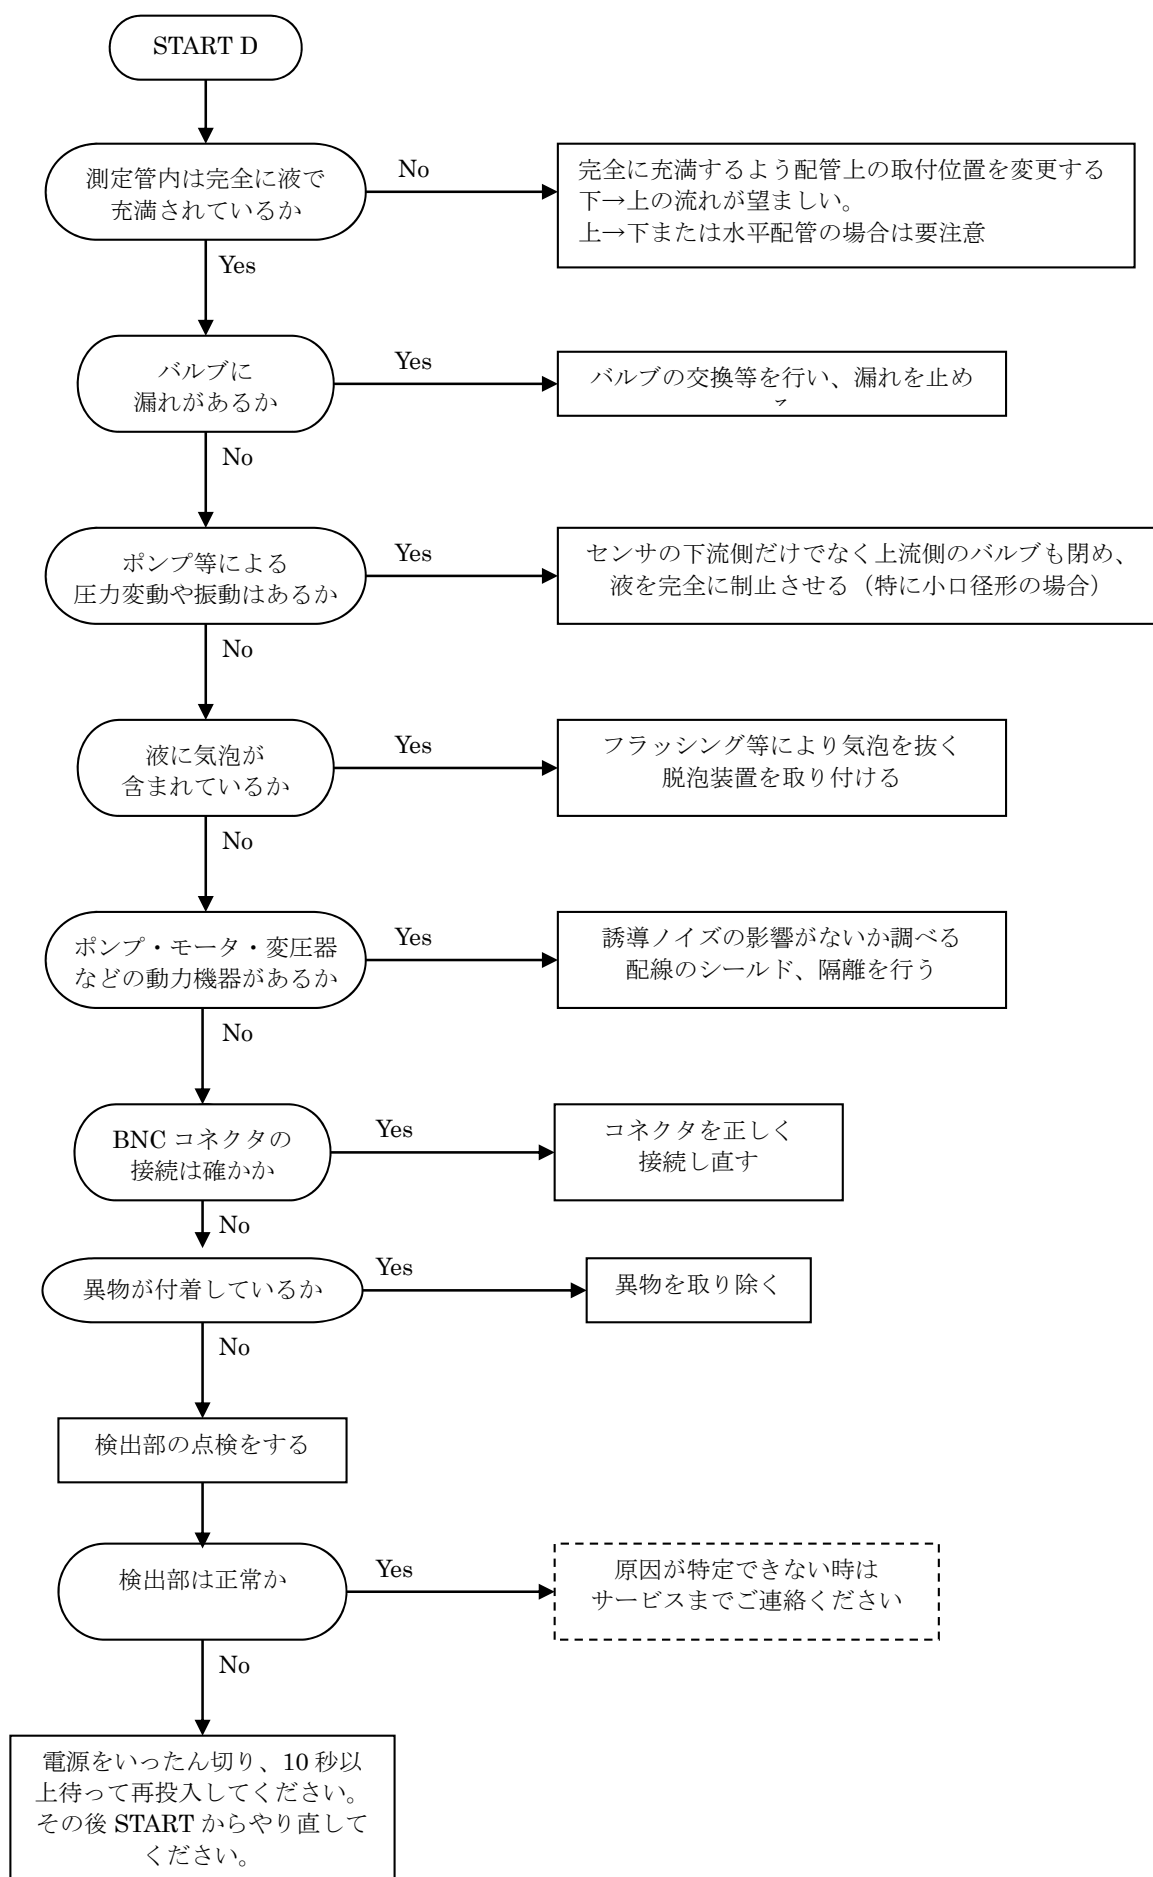 START D
測定管内は完全に液で
充満されているか
No
完全に充満するよう配管上の取付位置を変更する
下→上の流れが望ましい。
上→下または水平配管の場合は要注意
Yes
バルブに
漏れがあるか
Yes
バルブの交換等を行い、漏れを止め
No
ポンプ等による
圧力変動や振動はあるか
Yes
センサの下流側だけでなく上流側のバルブも閉め、
液を完全に制止させる（特に小口径形の場合）
No
液に気泡が
含まれているか
Yes
フラッシング等により気泡を抜く
脱泡装置を取り付ける
No
ポンプ・モータ・変圧器
などの動力機器があるか
Yes
誘導ノイズの影響がないか調べる
配線のシールド、隔離を行う
No
BNC コネクタの
接続は確かか
Yes
コネクタを正しく
接続し直す
No
異物が付着しているか
Yes
異物を取り除く
No
検出部の点検をする
検出部は正常か
Yes
原因が特定できない時は
サービスまでご連絡ください
No
電源をいったん切り、10 秒以
上待って再投入してください。
その後 START からやり直して
ください。